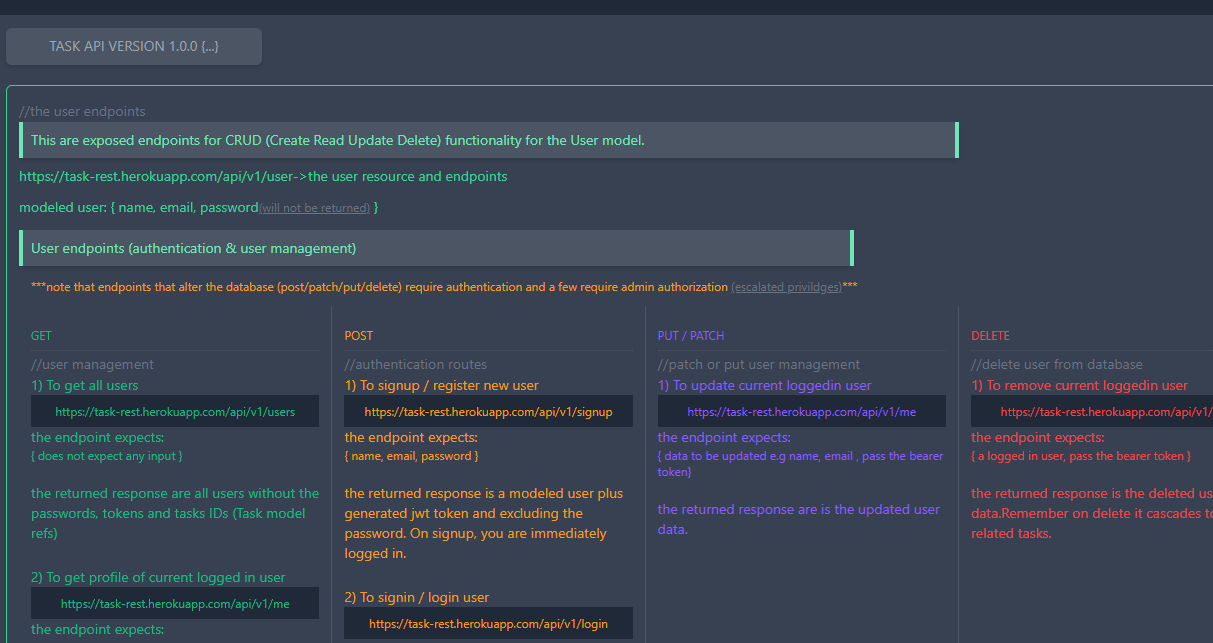 TASK API VERSION 1.0.0 {...}
//the user endpoints
This are exposed endpoints for CRUD (Create Read Update Delete) functionality for the User model.
https://task-rest.herokuapp.com/api/v1/user->the user resource and endpoints
modeled user: { name, email, password(will not be returned) }
User endpoints (authentication & user management)
***note that endpoints that alter the database (post/patch/put/delete) require authentication and a few require admin authorization (escalated privildges)***
GET
//user management
1) To get all users
https://task-rest.herokuapp.com/api/v1/users
the endpoint expects:
{ does not expect any input }
the returned response are all users without the
passwords, tokens and tasks IDs (Task model
refs)
2) To get profile of current logged in user
https://task-rest.herokuapp.com/api/v1/me
the endpoint expects:
POST
//authentication routes
1) To signup / register new user
https://task-rest.herokuapp.com/api/v1/signup
the endpoint expects:
{ name, email, password }
the returned response is a modeled user plus
generated jwt token and excluding the
password. On signup, you are immediately
logged in.
2) To signin / login user
https://task-rest.herokuapp.com/api/v1/login
PUT / PATCH
//patch or put user management
1) To update current loggedin user
https://task-rest.herokuapp.com/api/v1/me
the endpoint expects:
{ data to be updated e.g name, email , pass the bearer
token}
the returned response are is the updated user
data.
DELETE
//delete user from database
1) To remove current loggedin user
https://task-rest.herokuapp.com/api/v1/
the endpoint expects:
{ a logged in user, pass the bearer token }
the returned response is the deleted us
data.Remember on delete it cascades to
related tasks.